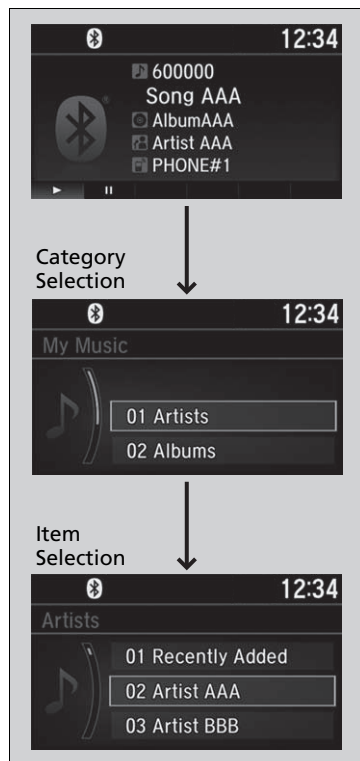 12:34
600000
Song AAA
AlbumAAA
Artist AAA
PHONE#1
Category
Selection
12:34
My Music
01 Artists
02 Albums
Item
Selection
12:34
Artists
01 Recently Added
02 Artist AAA
03 Artist BBB